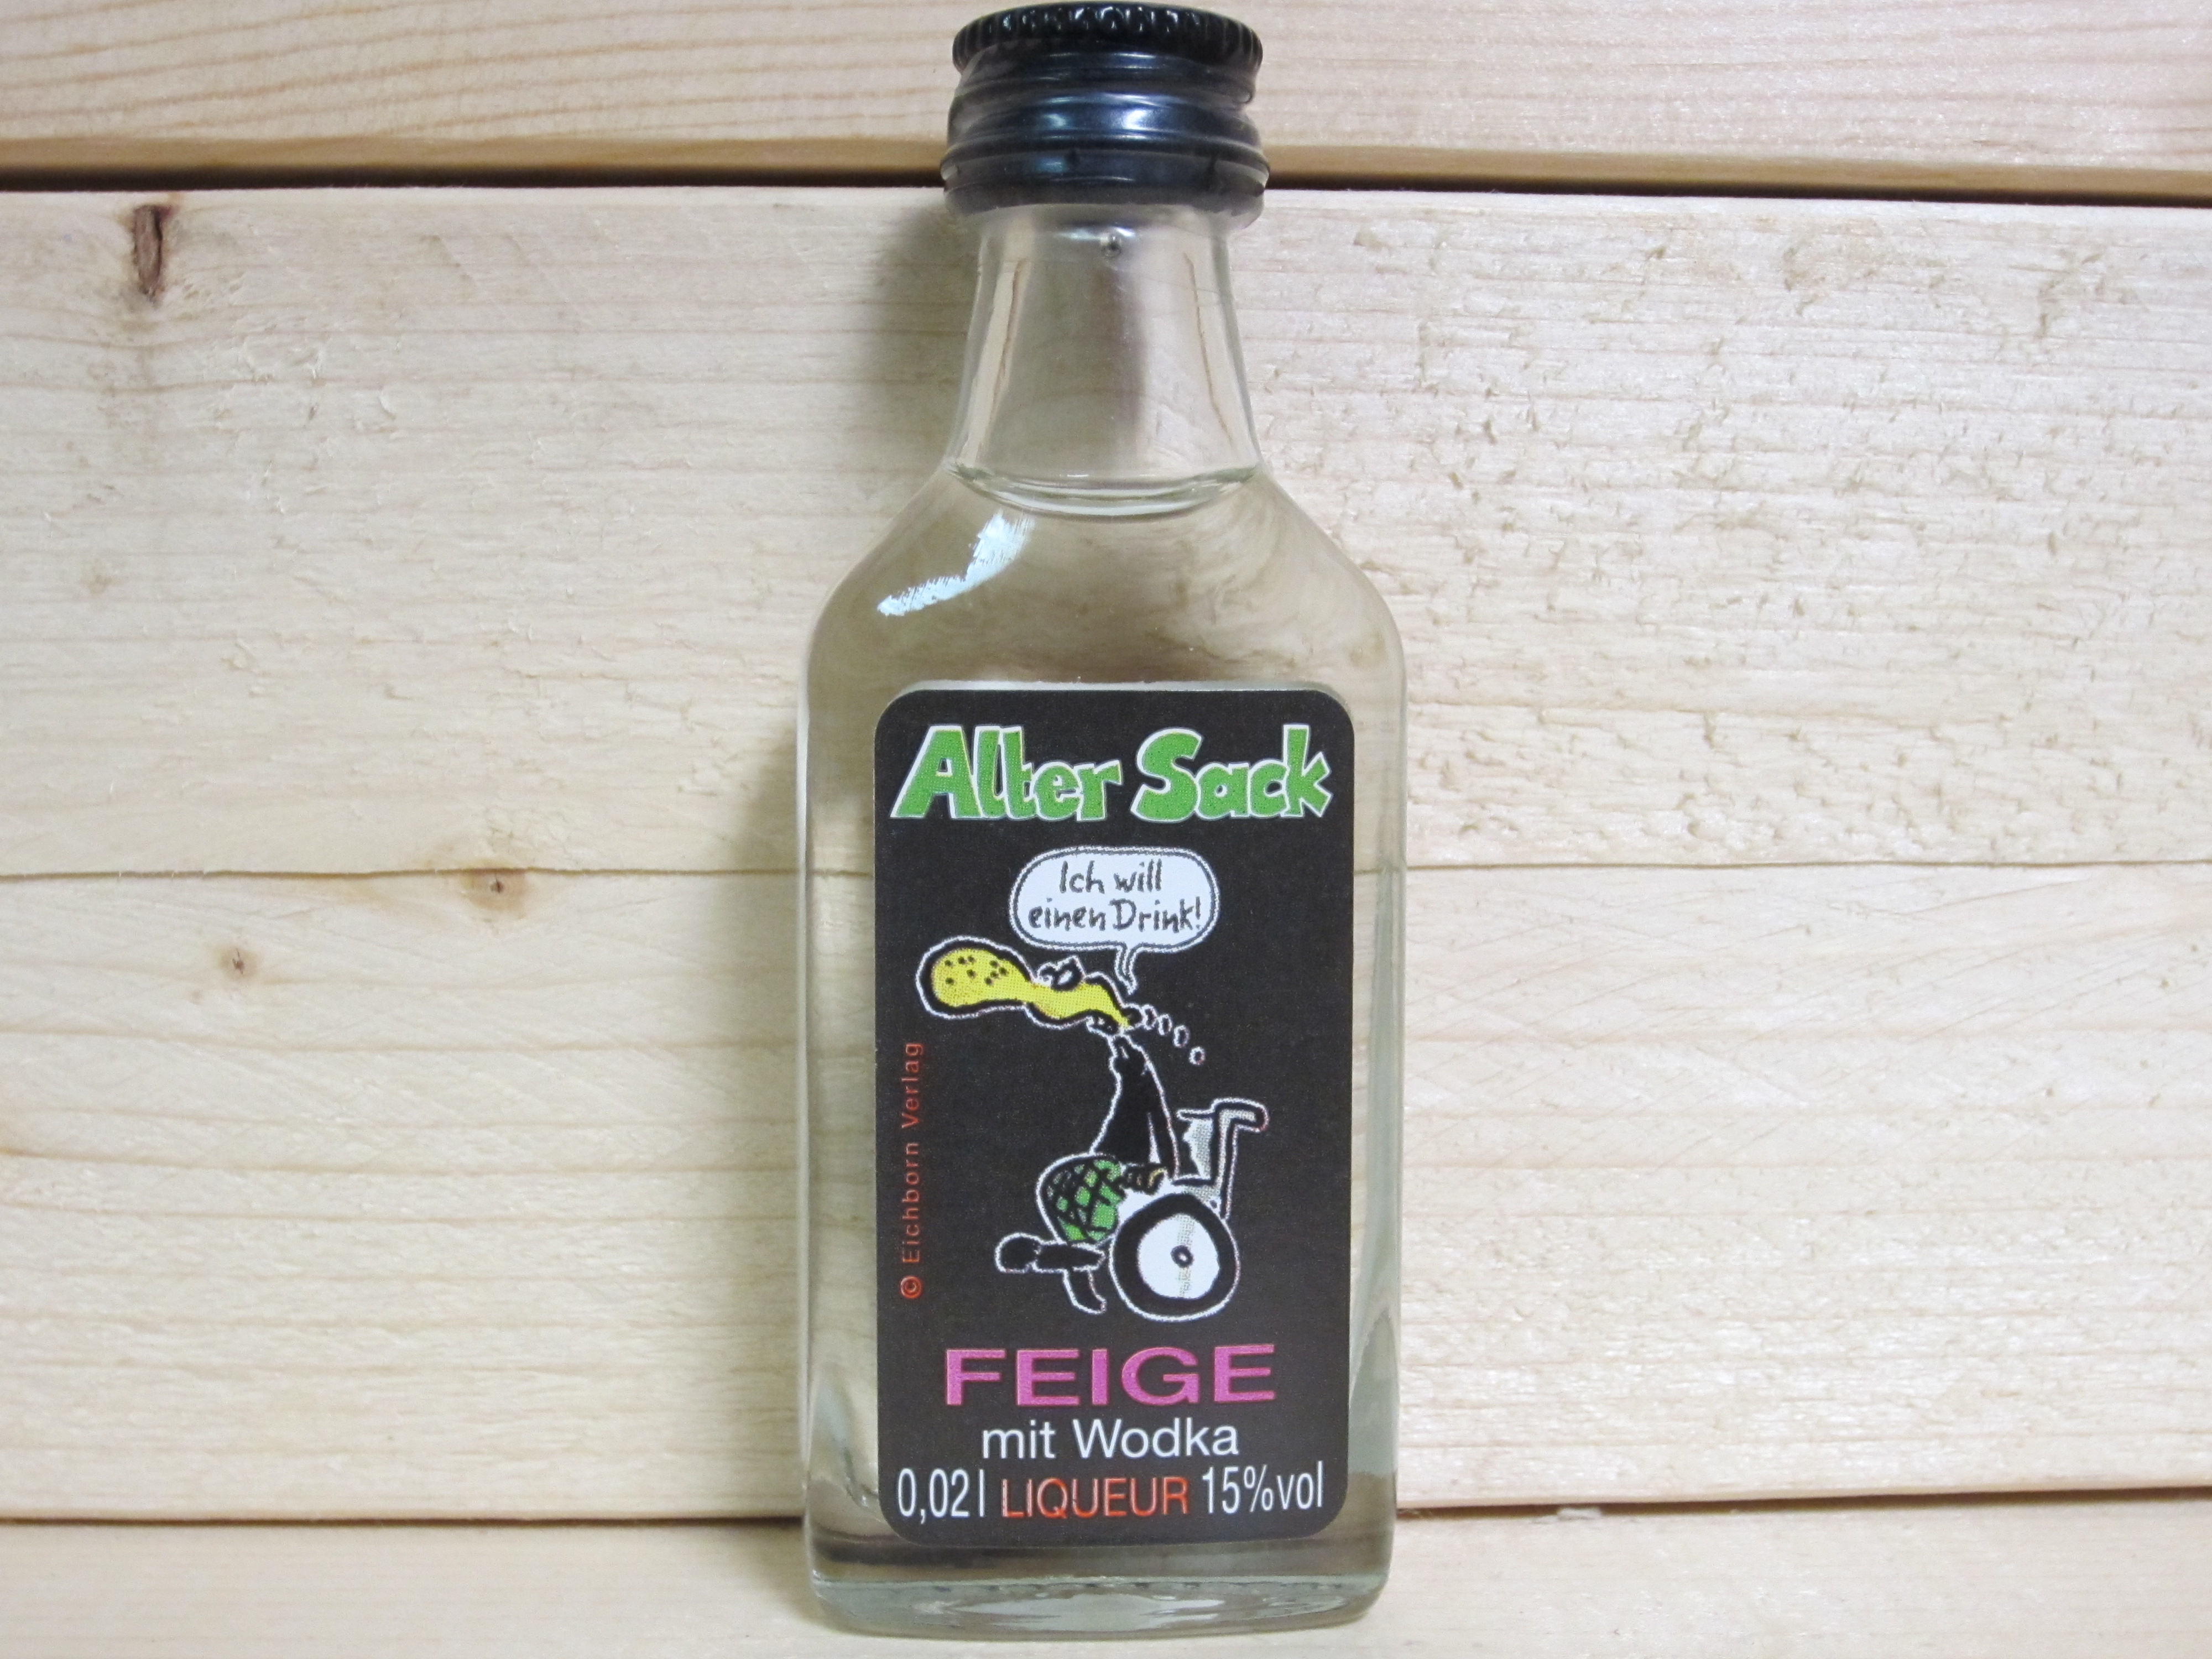 Alter Sack
Ich will
einen Drink!
© Eichborn Verlag
FEIGE
mit Wodka
0,02l LIQUEUR 15%vol